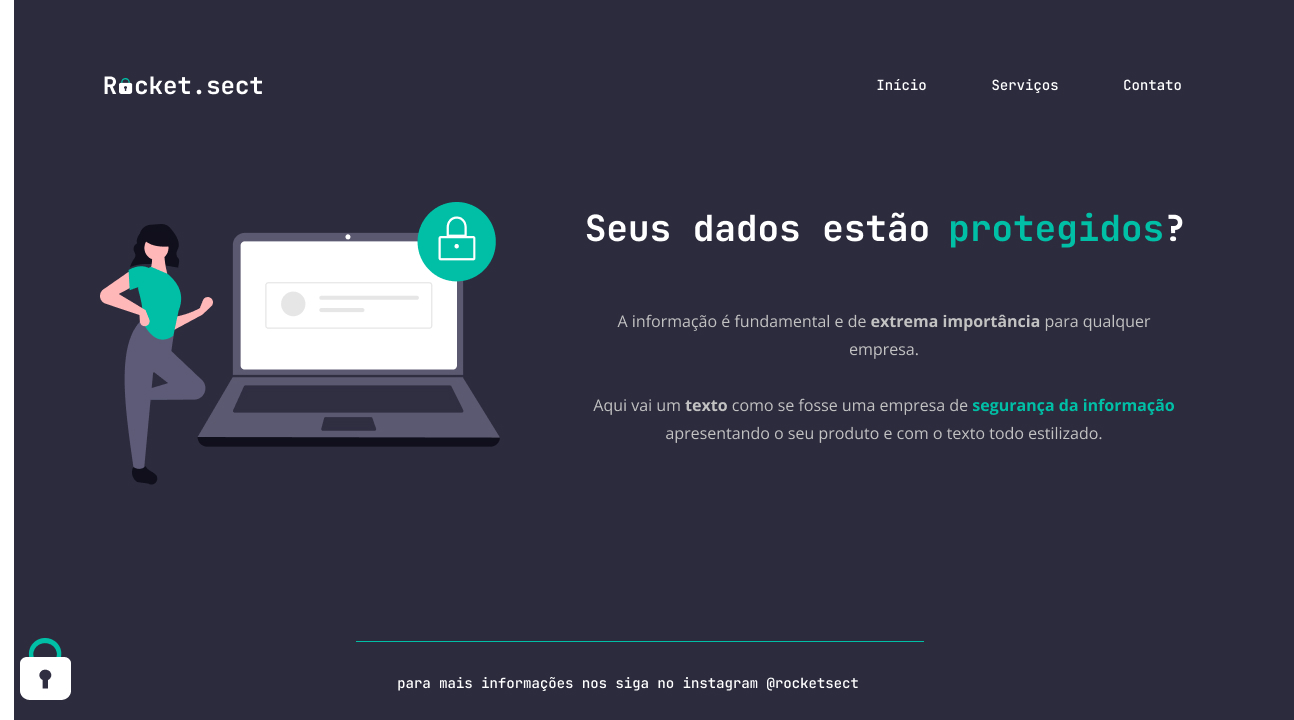 Rocket.sect
Início Serviços Contato
Seus dados estão protegidos?
A informação é fundamental e de extrema importância para qualquer
empresa.
Aqui vai um texto como se fosse uma empresa de segurança da informação
apresentando o seu produto e com o texto todo estilizado.
para mais informações nos siga no instagram @rocketsect